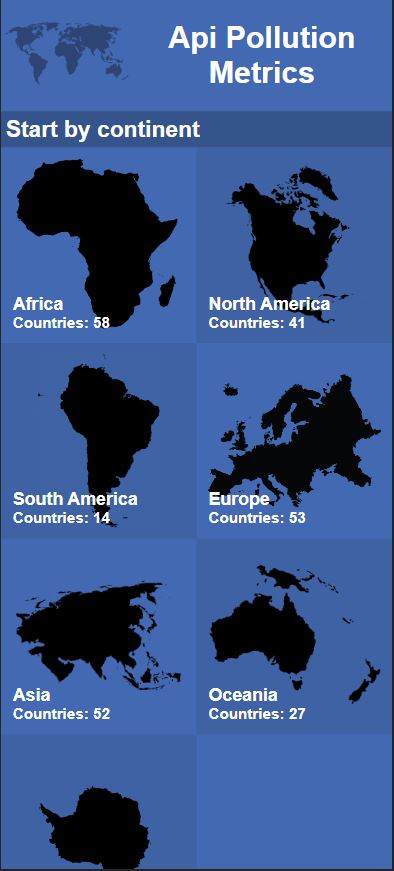 Api Pollution
Metrics
Start by continent
Africa
Countries: 58
North America
Countries: 41
South America
Countries: 14
Europe
Countries: 53
Asia
Countries: 52
Oceania
Countries: 27